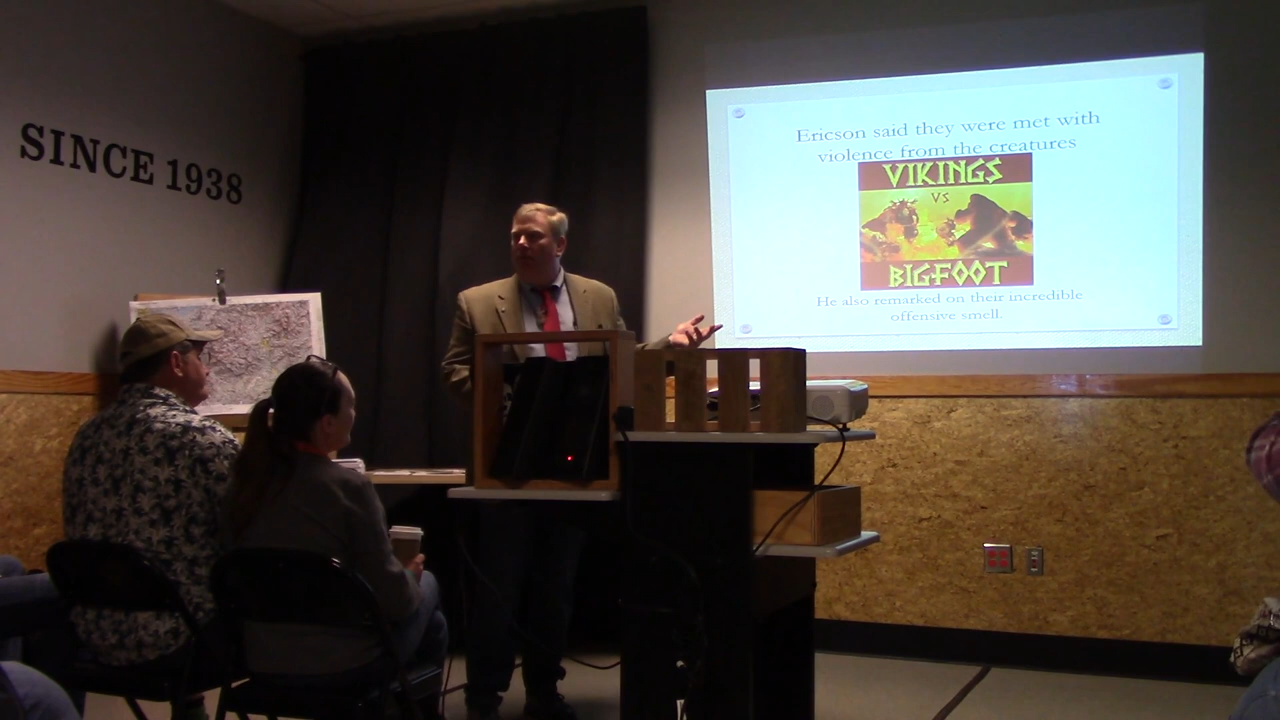 SINCE 1938
Ericson said they were met with
violence from the creatures
VIKINGS
VS
BIGFOOT
He also remarked on their incredible
offensive smell.